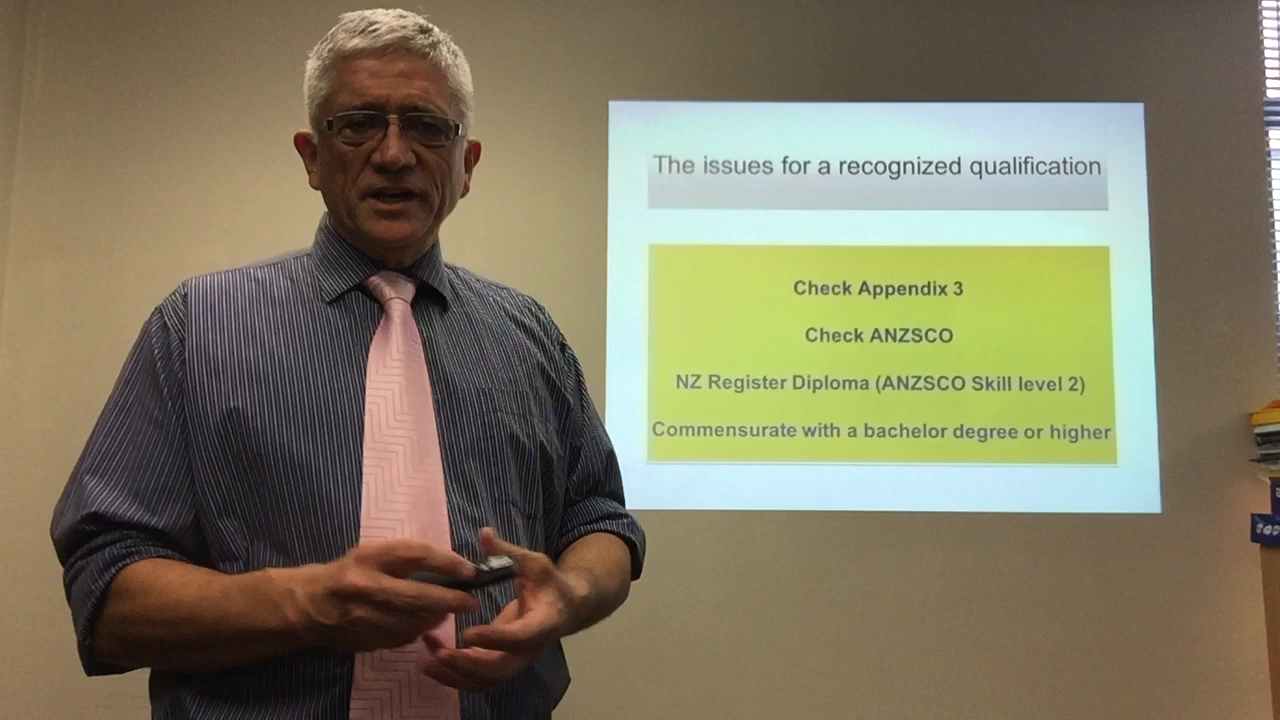 The issues for a recognized qualification
Check Appendix 3
Check ANZSCO
NZ Register Diploma (ANZSCO Skill level 2)
Commensurate with a bachelor degree or higher